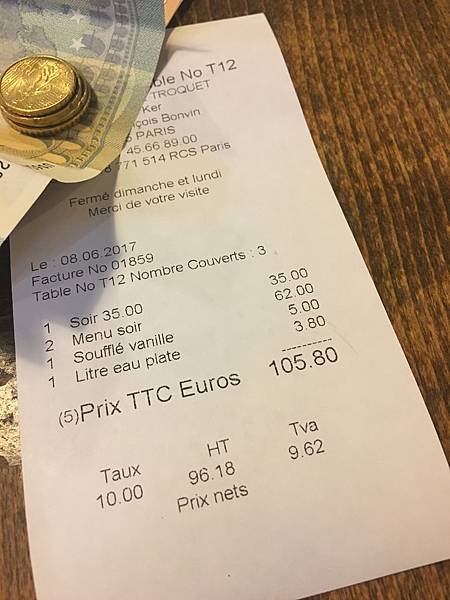 Table No T12
TROQUET
Ker
çois Bonvin
PARIS
45.66.89.00
771 514 RCS Paris
Fermé dimanche et lundi
Merci de votre visite
Le : 08.06.2017
Facture No 01859
Table No T12 Nombre Couverts : 3
1 Soir 35.00 35.00
2 Menu soir 62.00
1 Soufflé vanille 5.00
1 Litre eau plate 3.80
----------
(5)Prix TTC Euros 105.80
Taux HT Tva
10.00 96.18 9.62
Prix nets